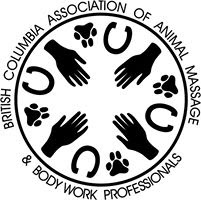 BRITISH COLUMBIA ASSOCIATION OF ANIMAL MASSAGE
& BODYWORK PROFESSIONALS